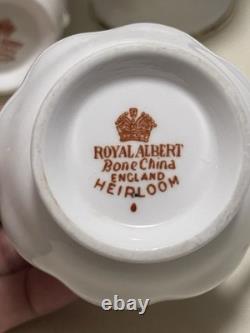 ROYAL ALBERT
Bone China
ENGLAND
HEIRLOOM